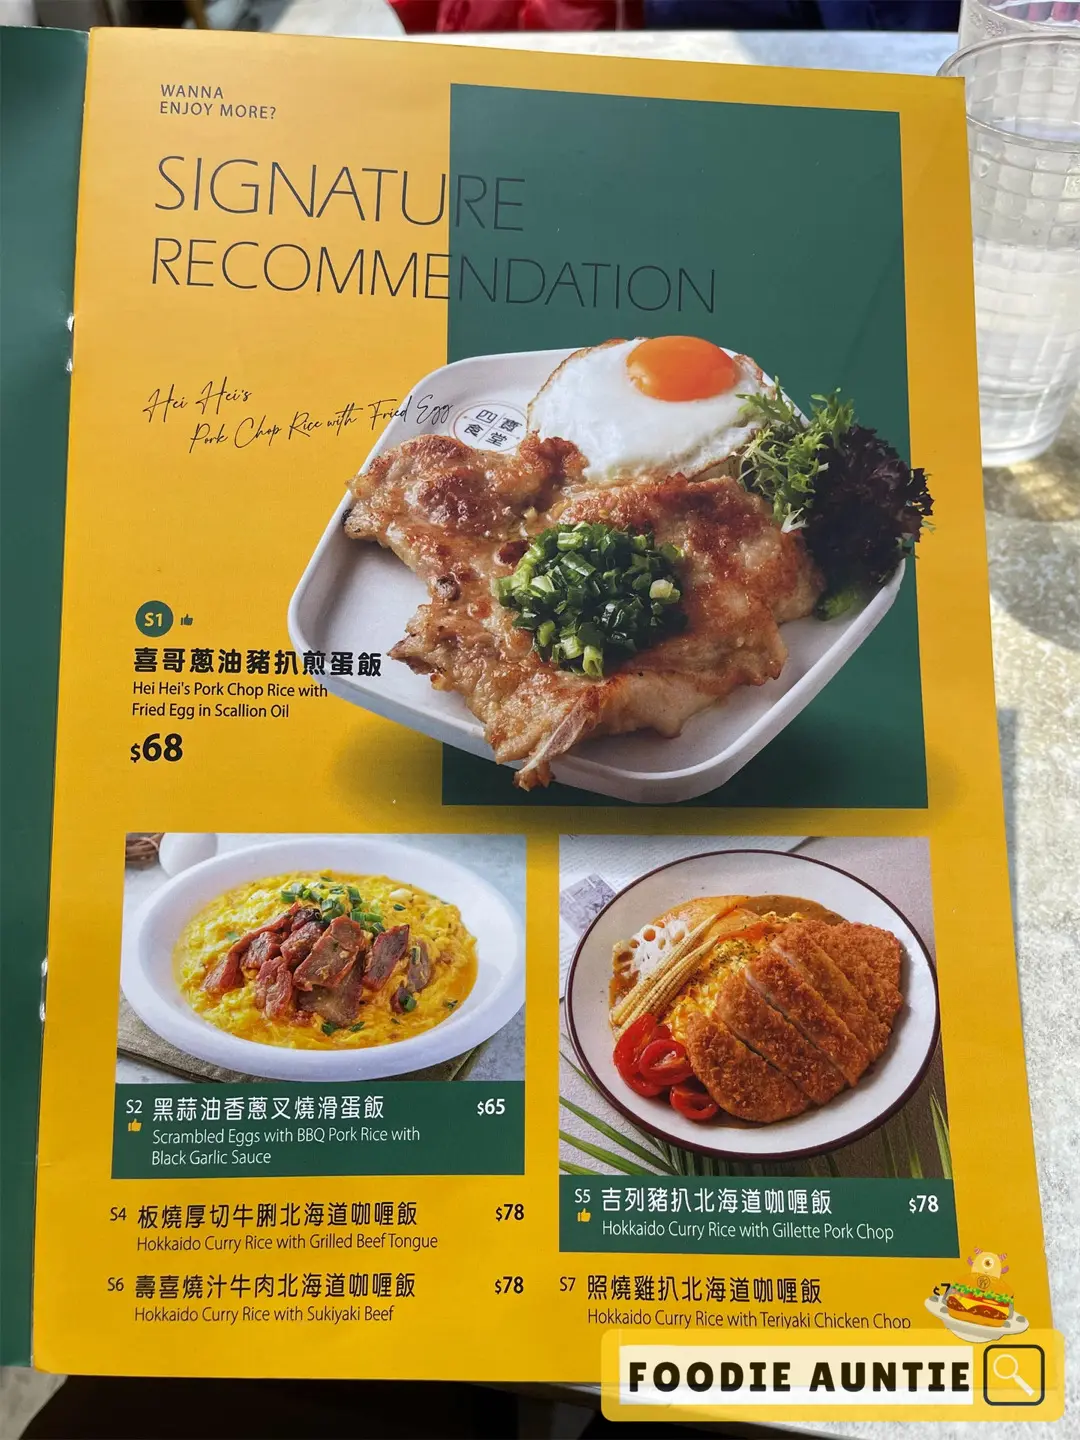 WANNA
ENJOY MORE?
SIGNATURE
RECOMMENDATION
Hei Hei's
Pork Chop Rice with Fried Egg
四寶
食堂
S1
喜哥蔥油豬扒煎蛋飯
Hei Hei's Pork Chop Rice with
Fried Egg in Scallion Oil
$68
S2 黑蒜油香蔥叉燒滑蛋飯 $65
Scrambled Eggs with BBQ Pork Rice with
Black Garlic Sauce
S4 板燒厚切牛脷北海道咖喱飯 $78
Hokkaido Curry Rice with Grilled Beef Tongue
S6 壽喜燒汁牛肉北海道咖喱飯 $78
Hokkaido Curry Rice with Sukiyaki Beef
S5 吉列豬扒北海道咖喱飯 $78
Hokkaido Curry Rice with Gillette Pork Chop
S7 照燒雞扒北海道咖喱飯
Hokkaido Curry Rice with Teriyaki Chicken Chop
FOODIE AUNTIE